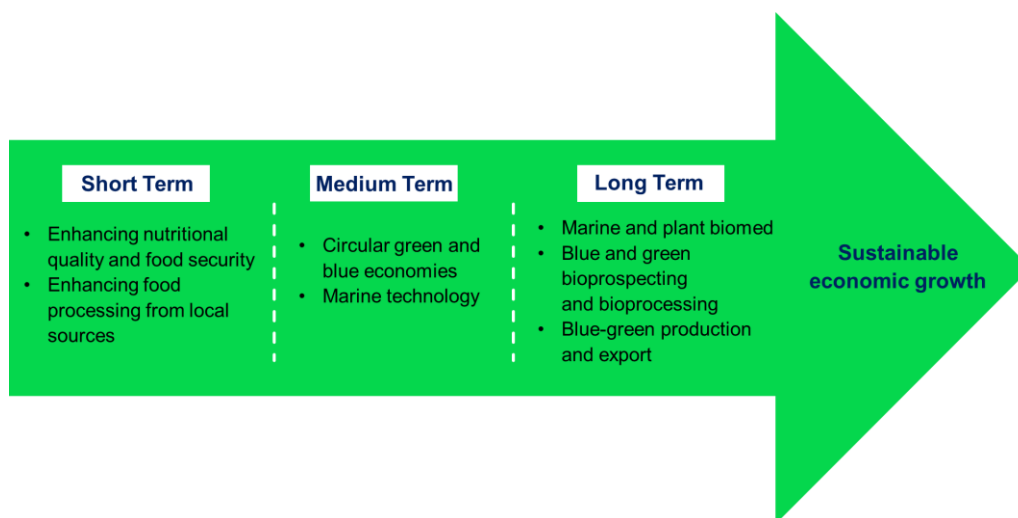 Short Term
• Enhancing nutritional
quality and food security
• Enhancing food
processing from local
sources
Medium Term
• Circular green and
blue economies
• Marine technology
Long Term
• Marine and plant biomed
• Blue and green
bioprospecting
and bioprocessing
• Blue-green production
and export
Sustainable
economic growth